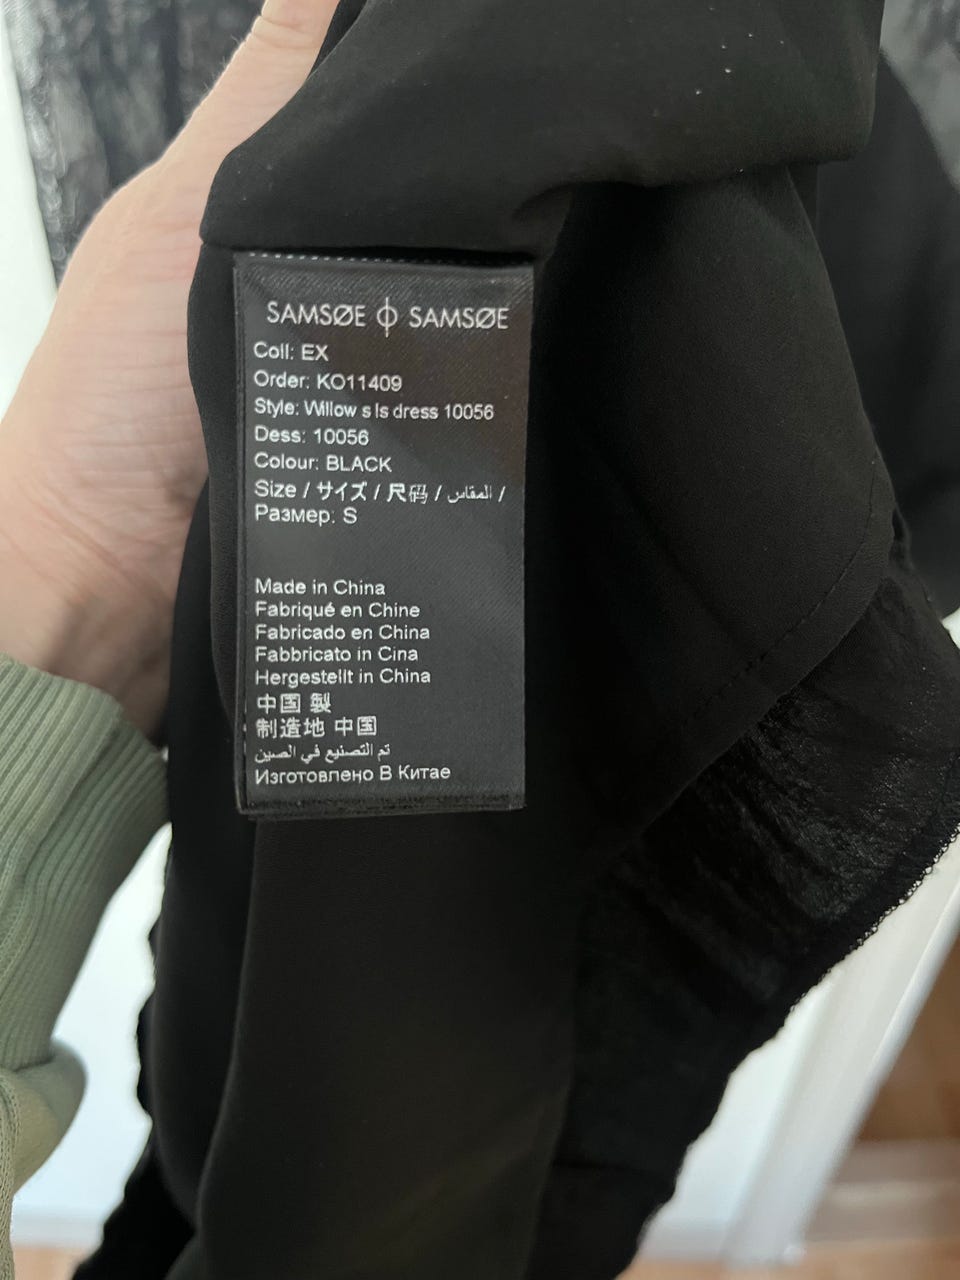 SAMSØE ϕ SAMSØE
Coll: EX
Order: KO11409
Style: Willow s ls dress 10056
Dess: 10056
Colour: BLACK
Size / サイズ / 尺码 / المقاس /
Размер: S
Made in China
Fabriqué en Chine
Fabricado en China
Fabbricato in Cina
Hergestellt in China
中国 製
制造地 中国
تم التصنيع في الصين
Изготовлено В Китае